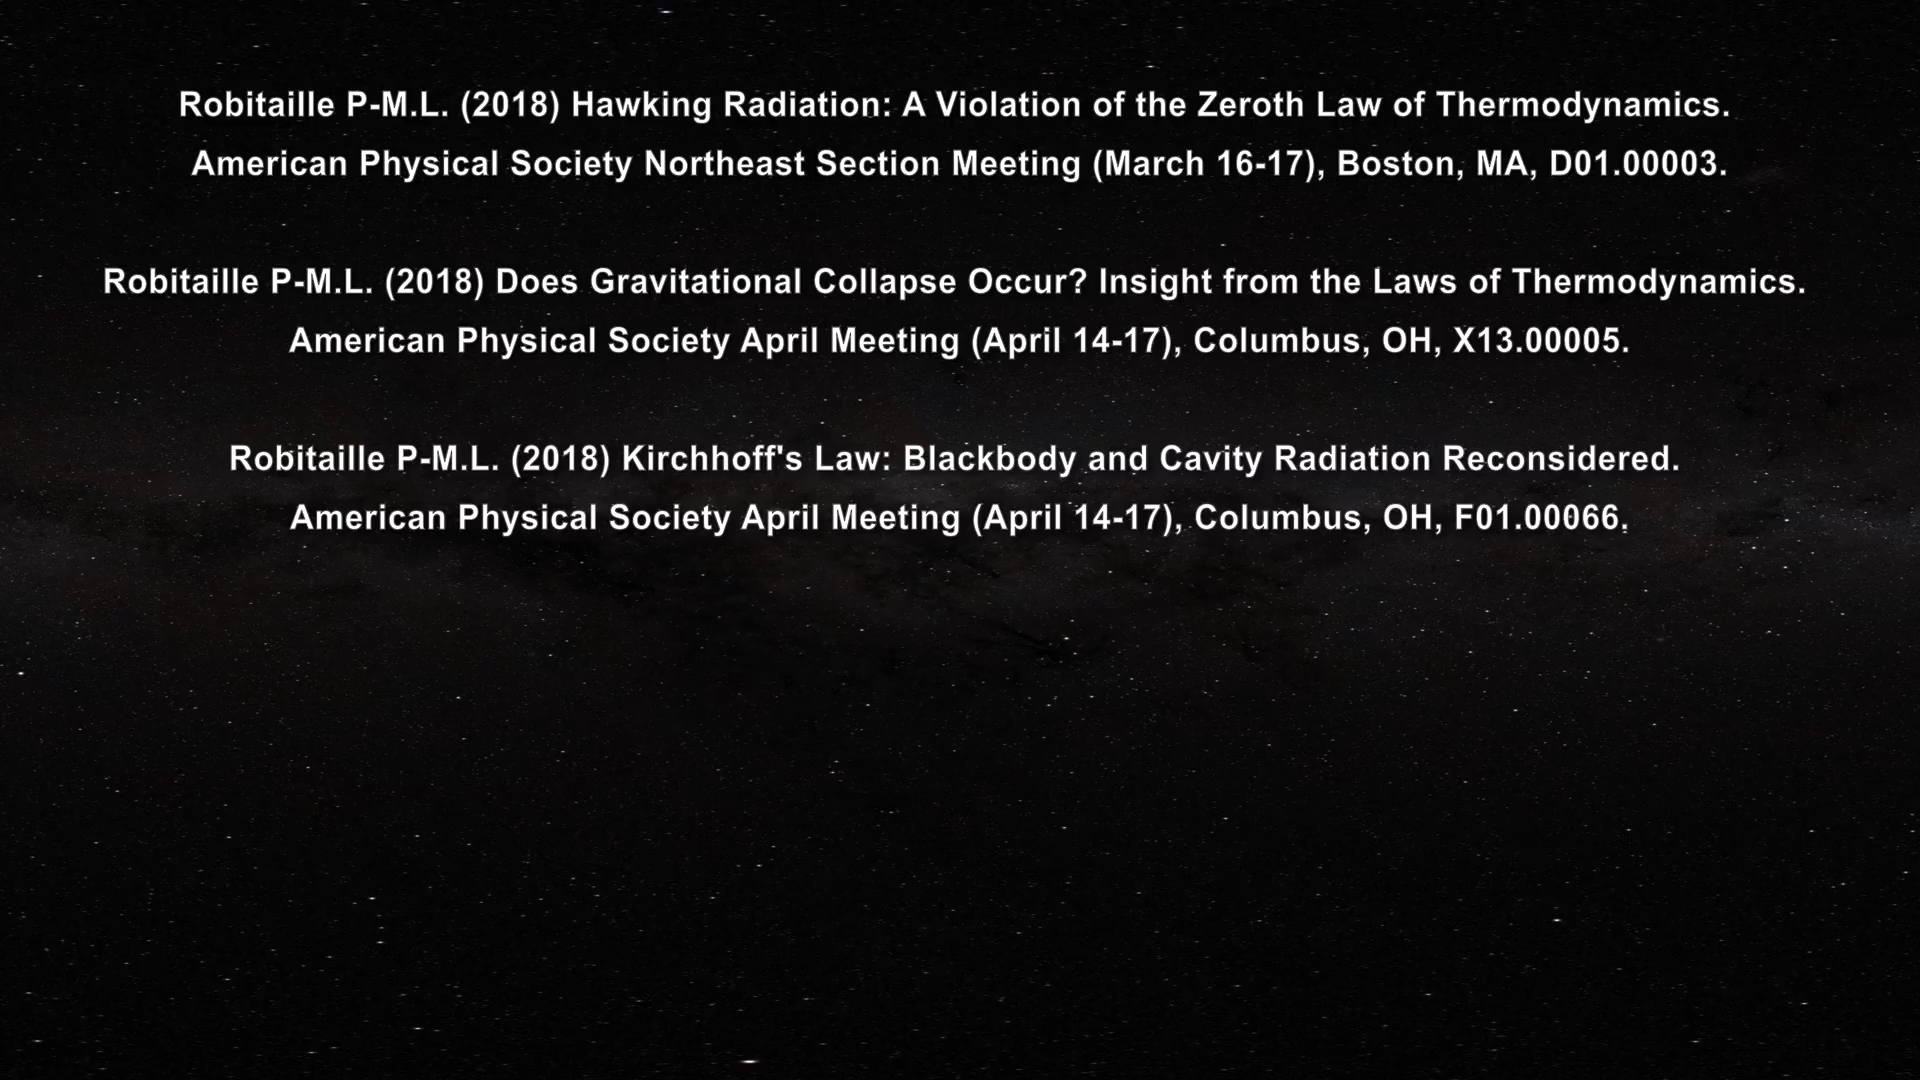 Robitaille P-M.L. (2018) Hawking Radiation: A Violation of the Zeroth Law of Thermodynamics.
American Physical Society Northeast Section Meeting (March 16-17), Boston, MA, D01.00003.
Robitaille P-M.L. (2018) Does Gravitational Collapse Occur? Insight from the Laws of Thermodynamics.
American Physical Society April Meeting (April 14-17), Columbus, OH, X13.00005.
Robitaille P-M.L. (2018) Kirchhoff's Law: Blackbody and Cavity Radiation Reconsidered.
American Physical Society April Meeting (April 14-17), Columbus, OH, F01.00066.